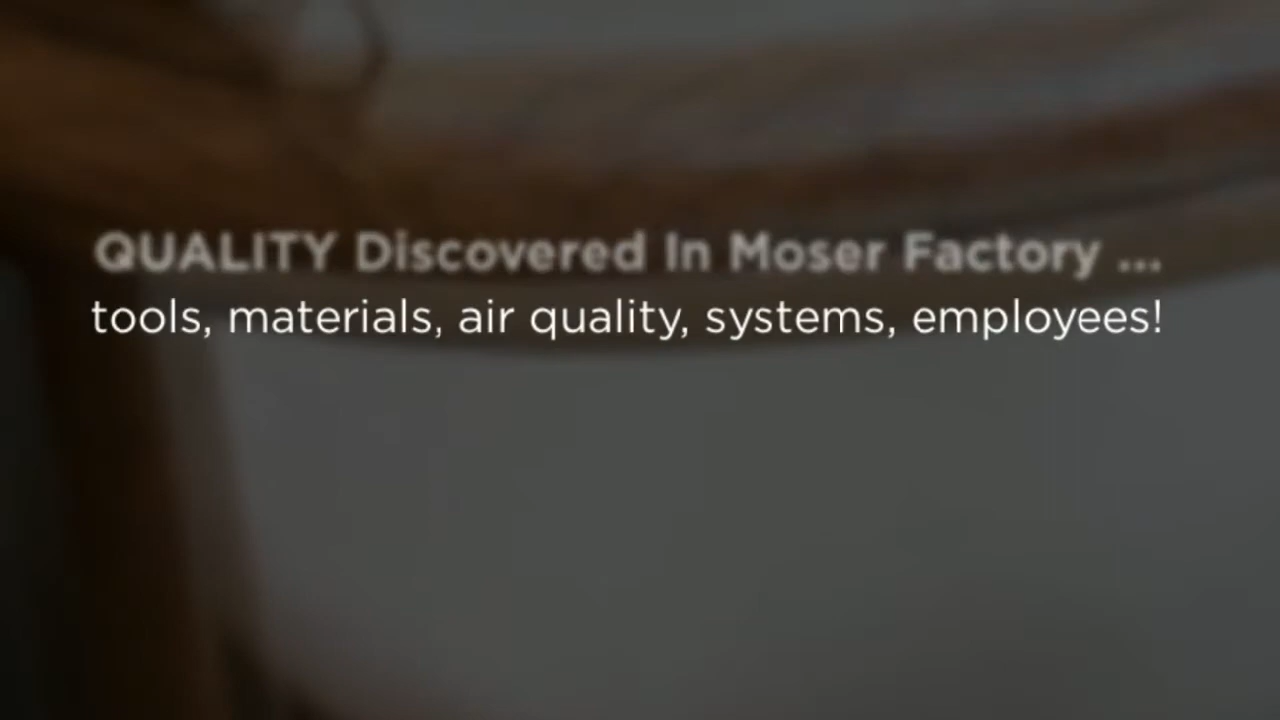 QUALITY Discovered In Moser Factory ...
tools, materials, air quality, systems, employees!